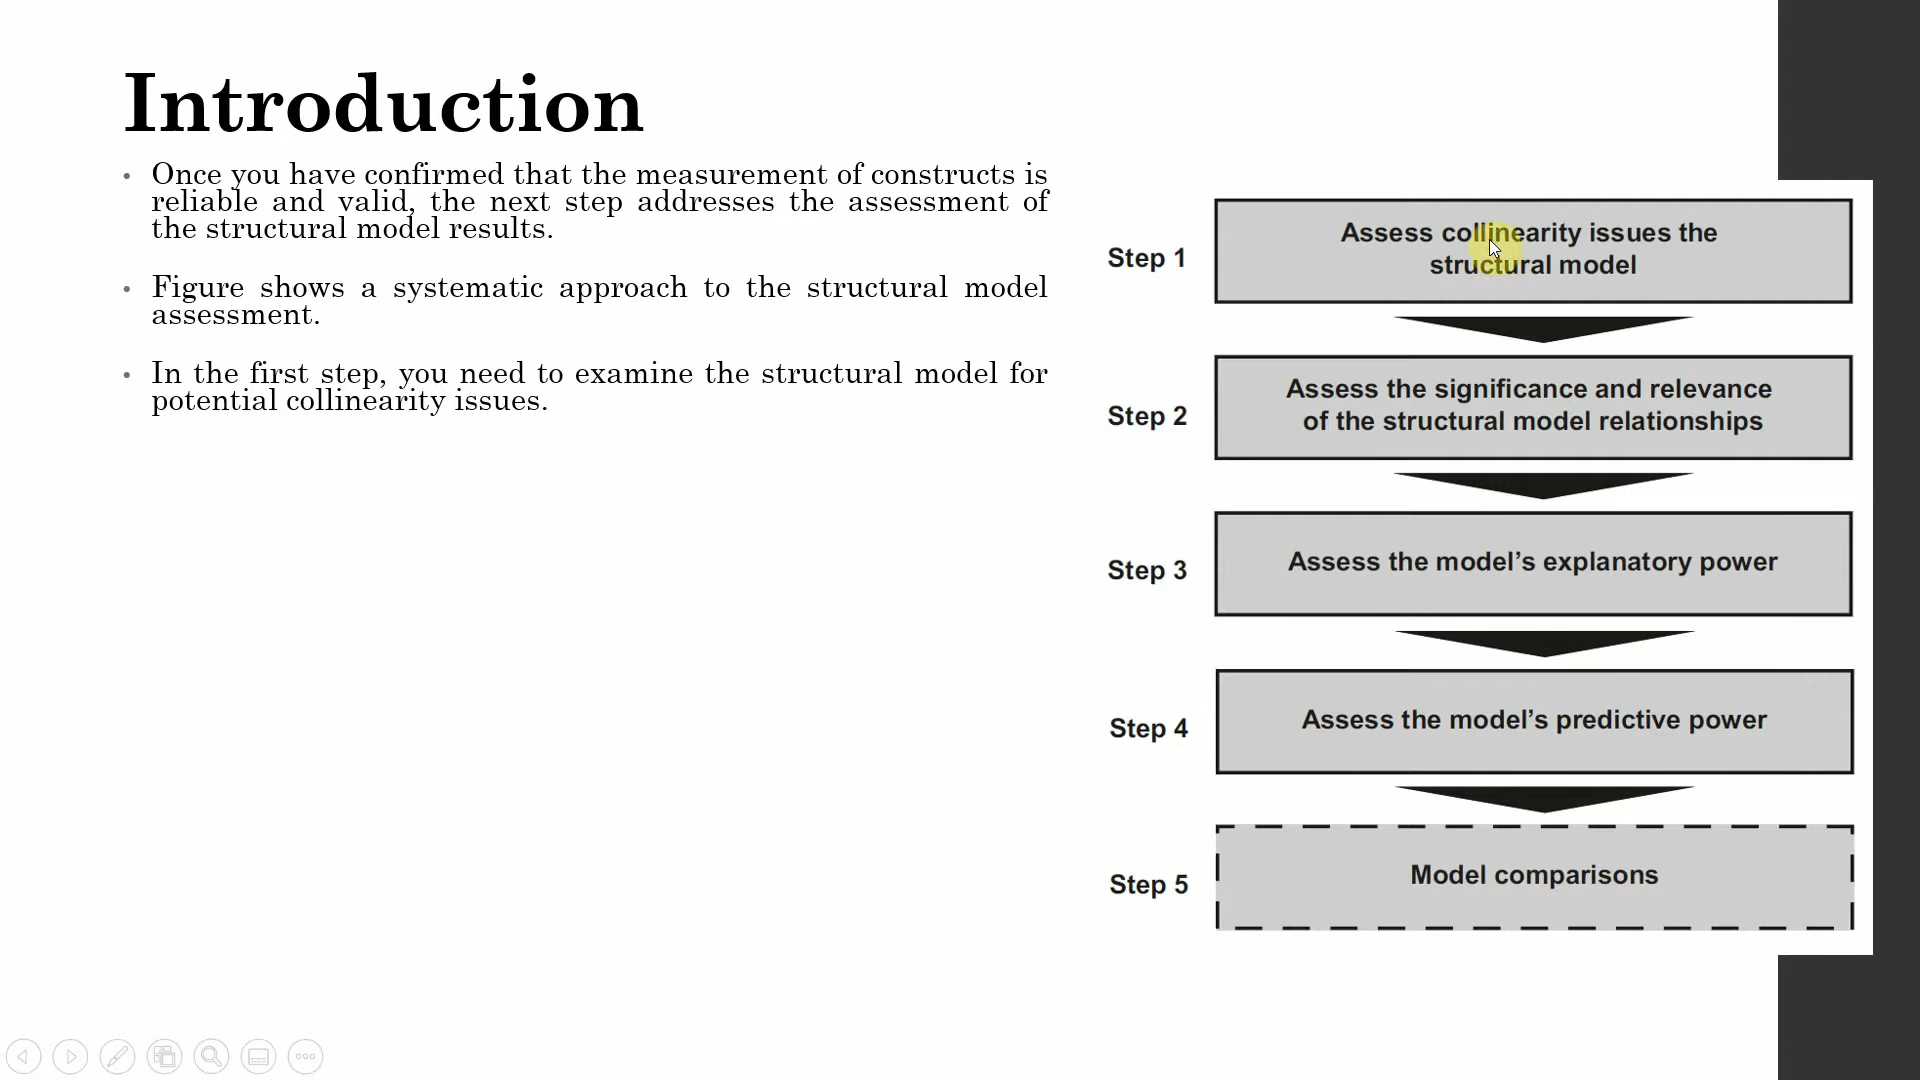 Introduction
• Once you have confirmed that the measurement of constructs is
reliable and valid, the next step addresses the assessment of
the structural model results.
• Figure shows a systematic approach to the structural model
assessment.
• In the first step, you need to examine the structural model for
potential collinearity issues.
Step 1
Assess collinearity issues the
structural model
Step 2
Assess the significance and relevance
of the structural model relationships
Step 3
Assess the model’s explanatory power
Step 4
Assess the model’s predictive power
Step 5
Model comparisons